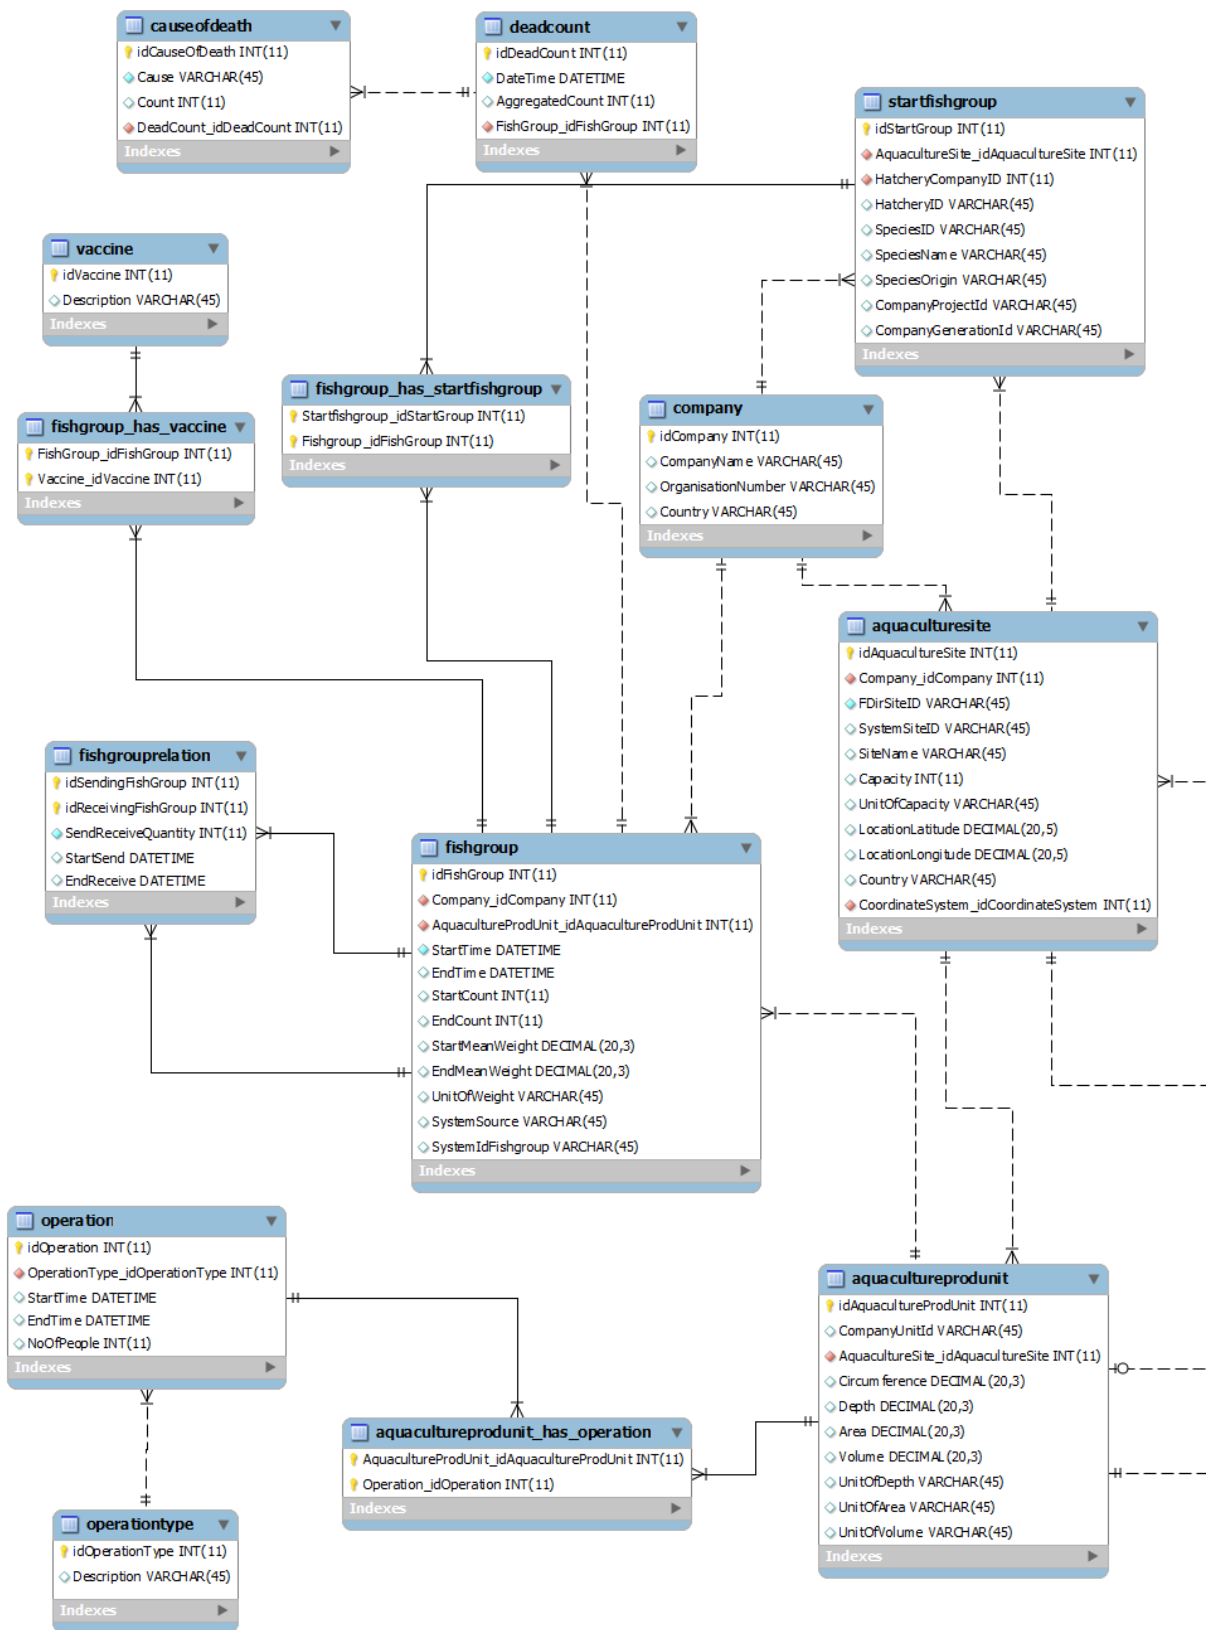 causeofdeath
idCauseOfDeath INT(11)
Cause VARCHAR(45)
Count INT(11)
DeadCount_idDeadCount INT(11)
Indexes
deadcount
idDeadCount INT(11)
DateTime DATETIME
AggregatedCount INT(11)
FishGroup_idFishGroup INT(11)
Indexes
startfishgroup
idStartGroup INT(11)
AquacultureSite_idAquacultureSite INT(11)
HatcheryCompanyID INT(11)
HatcheryID VARCHAR(45)
SpeciesID VARCHAR(45)
SpeciesName VARCHAR(45)
SpeciesOrigin VARCHAR(45)
CompanyProjectId VARCHAR(45)
CompanyGenerationId VARCHAR(45)
Indexes
vaccine
idVaccine INT(11)
Description VARCHAR(45)
Indexes
fishgroup_has_startfishgroup
Startfishgroup_idStartGroup INT(11)
Fishgroup_idFishGroup INT(11)
Indexes
company
idCompany INT(11)
CompanyName VARCHAR(45)
OrganisationNumber VARCHAR(45)
Country VARCHAR(45)
Indexes
fishgroup_has_vaccine
FishGroup_idFishGroup INT(11)
Vaccine_idVaccine INT(11)
Indexes
aquaculturesite
idAquacultureSite INT(11)
Company_idCompany INT(11)
FDirSiteID VARCHAR(45)
SystemSiteID VARCHAR(45)
SiteName VARCHAR(45)
Capacity INT(11)
UnitOfCapacity VARCHAR(45)
LocationLatitude DECIMAL(20,5)
LocationLongitude DECIMAL(20,5)
Country VARCHAR(45)
CoordinateSystem_idCoordinateSystem INT(11)
Indexes
fishgrouprelation
idSendingFishGroup INT(11)
idReceivingFishGroup INT(11)
SendReceiveQuantity INT(11)
StartSend DATETIME
EndReceive DATETIME
Indexes
fishgroup
idFishGroup INT(11)
Company_idCompany INT(11)
AquacultureProdUnit_idAquacultureProdUnit INT(11)
StartTime DATETIME
EndTime DATETIME
StartCount INT(11)
EndCount INT(11)
StartMeanWeight DECIMAL(20,3)
EndMeanWeight DECIMAL(20,3)
UnitOfWeight VARCHAR(45)
SystemSource VARCHAR(45)
SystemIdFishgroup VARCHAR(45)
Indexes
operation
idOperation INT(11)
OperationType_idOperationType INT(11)
StartTime DATETIME
EndTime DATETIME
NoOfPeople INT(11)
Indexes
aquacultureprodunit
idAquacultureProdUnit INT(11)
CompanyUnitId VARCHAR(45)
AquacultureSite_idAquacultureSite INT(11)
Circumference DECIMAL(20,3)
Depth DECIMAL(20,3)
Area DECIMAL(20,3)
Volume DECIMAL(20,3)
UnitOfDepth VARCHAR(45)
UnitOfArea VARCHAR(45)
UnitOfVolume VARCHAR(45)
Indexes
aquacultureprodunit_has_operation
AquacultureProdUnit_idAquacultureProdUnit INT(11)
Operation_idOperation INT(11)
Indexes
operationtype
idOperationType INT(11)
Description VARCHAR(45)
Indexes